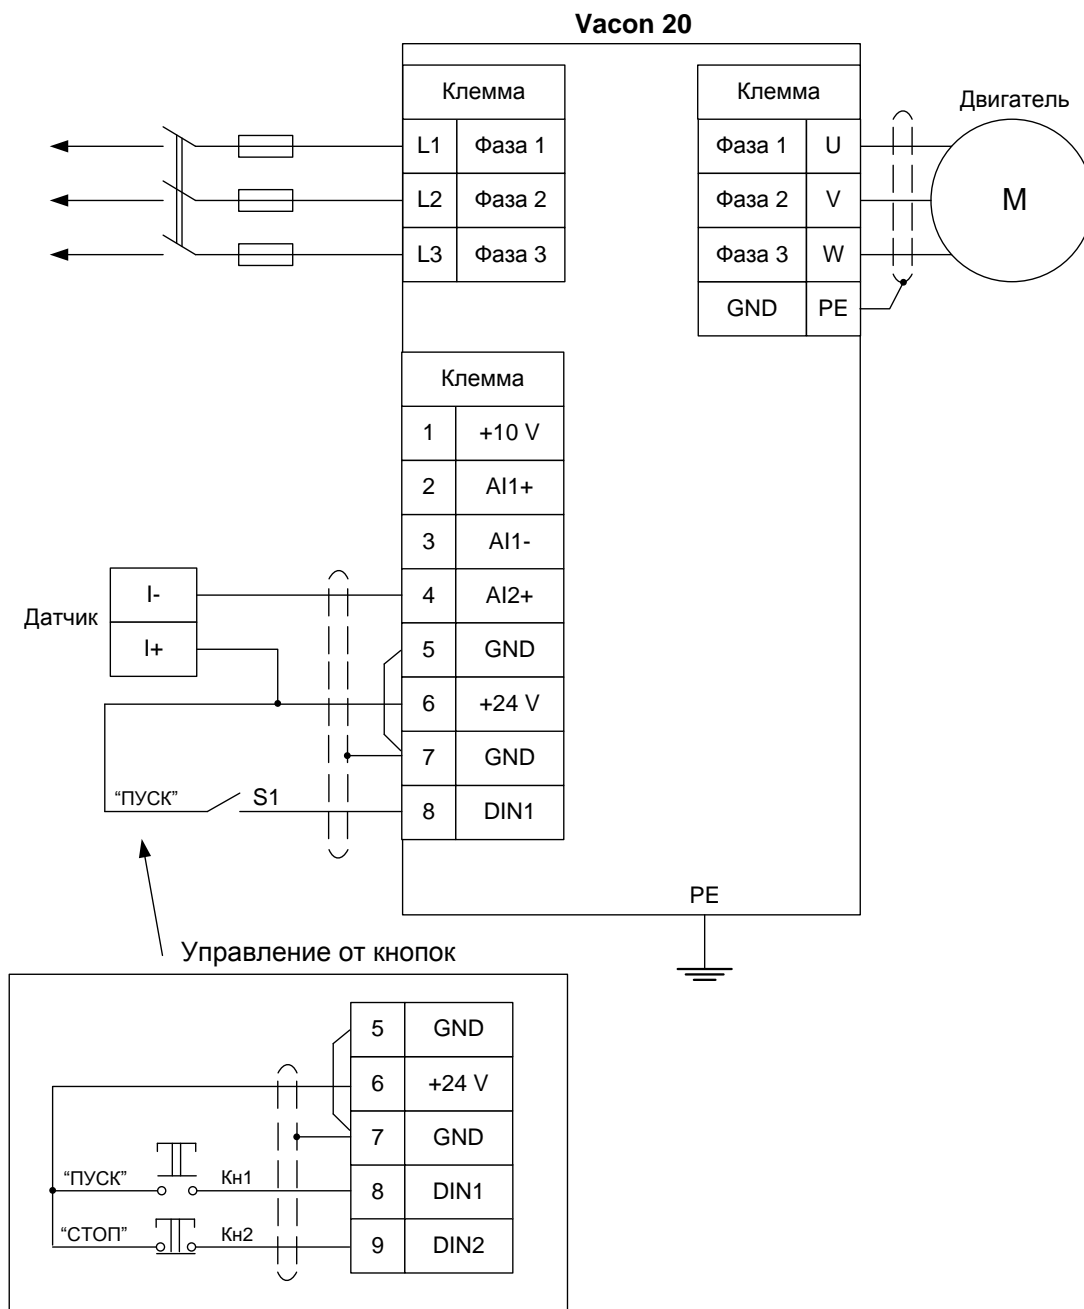 Vacon 20
Клемма
L1 Фаза 1
L2 Фаза 2
L3 Фаза 3
Клемма
Фаза 1 U
Фаза 2 V
Фаза 3 W
GND PE
Двигатель
M
Клемма
1 +10 V
2 AI1+
3 AI1-
4 AI2+
5 GND
6 +24 V
7 GND
8 DIN1
Датчик
I-
I+
“ПУСК” S1
PE
Управление от кнопок
5 GND
6 +24 V
7 GND
“ПУСК” Кн1 8 DIN1
“СТОП” Кн2 9 DIN2